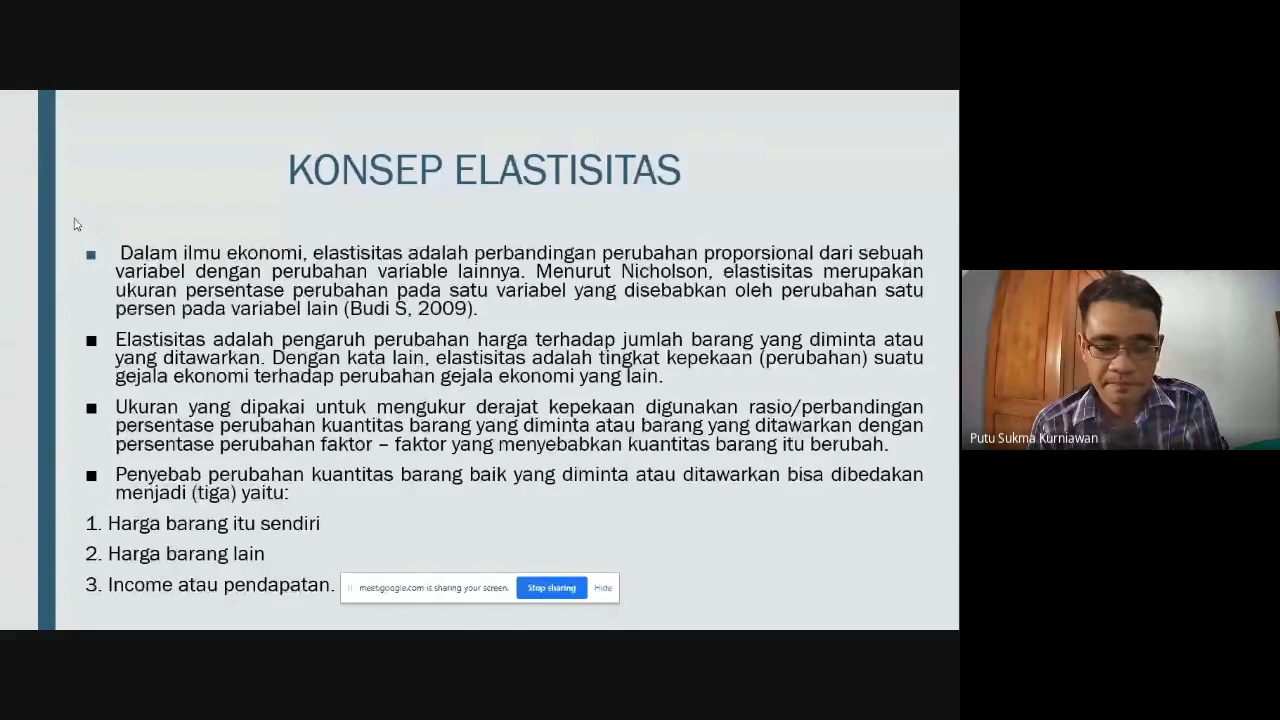 KONSEP ELASTISITAS
■ Dalam ilmu ekonomi, elastisitas adalah perbandingan perubahan proporsional dari sebuah
variabel dengan perubahan variable lainnya. Menurut Nicholson, elastisitas merupakan
ukuran persentase perubahan pada satu variabel yang disebabkan oleh perubahan satu
persen pada variabel lain (Budi S, 2009).
■ Elastisitas adalah pengaruh perubahan harga terhadap jumlah barang yang diminta atau
yang ditawarkan. Dengan kata lain, elastisitas adalah tingkat kepekaan (perubahan) suatu
gejala ekonomi terhadap perubahan gejala ekonomi yang lain.
■ Ukuran yang dipakai untuk mengukur derajat kepekaan digunakan rasio/perbandingan
persentase perubahan kuantitas barang yang diminta atau barang yang ditawarkan dengan
persentase perubahan faktor – faktor yang menyebabkan kuantitas barang itu berubah.
■ Penyebab perubahan kuantitas barang baik yang diminta atau ditawarkan bisa dibedakan
menjadi (tiga) yaitu:
1. Harga barang itu sendiri
2. Harga barang lain
3. Income atau pendapatan.
meet.google.com is sharing your screen. Stop sharing Hide
Putu Sukma Kurniawan